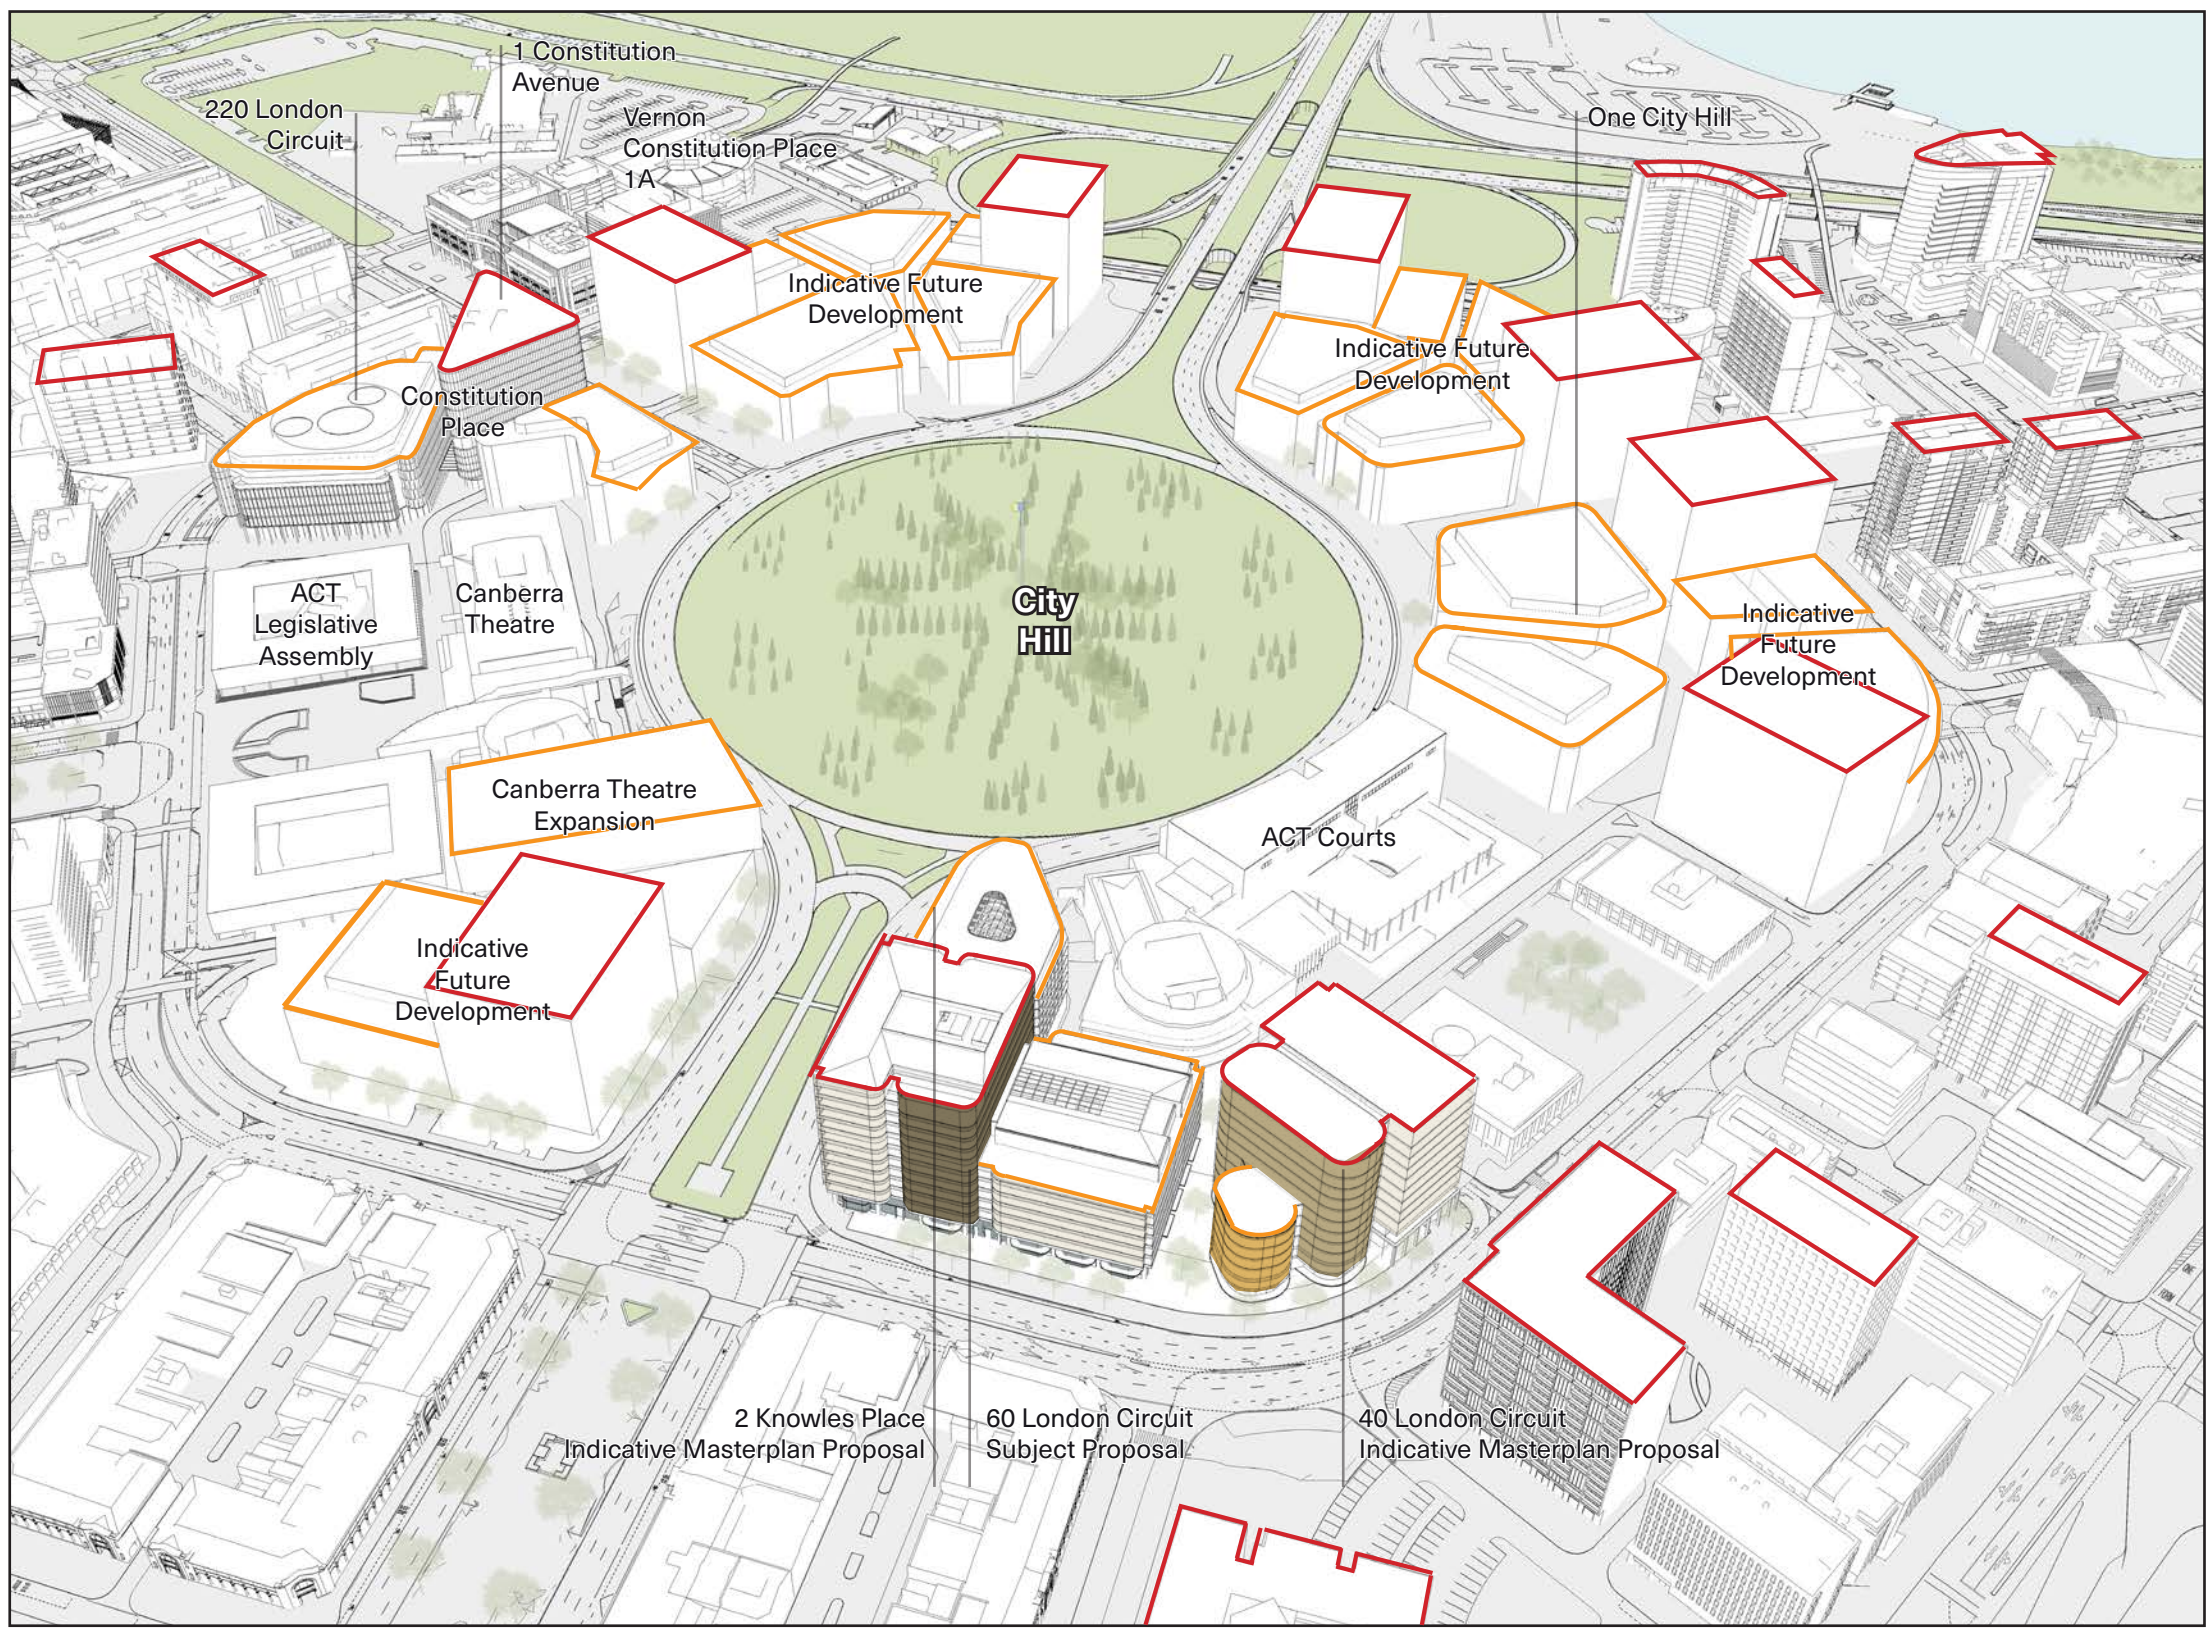 1 Constitution
Avenue
220 London
Circuit
Vernon
Constitution Place
1A
One City Hill
Indicative Future
Development
Indicative Future
Development
Constitution
Place
ACT
Legislative
Assembly
Canberra
Theatre
City
Hill
Indicative
Future
Development
Canberra Theatre
Expansion
ACT Courts
Indicative
Future
Development
2 Knowles Place
Indicative Masterplan Proposal
60 London Circuit
Subject Proposal
40 London Circuit
Indicative Masterplan Proposal